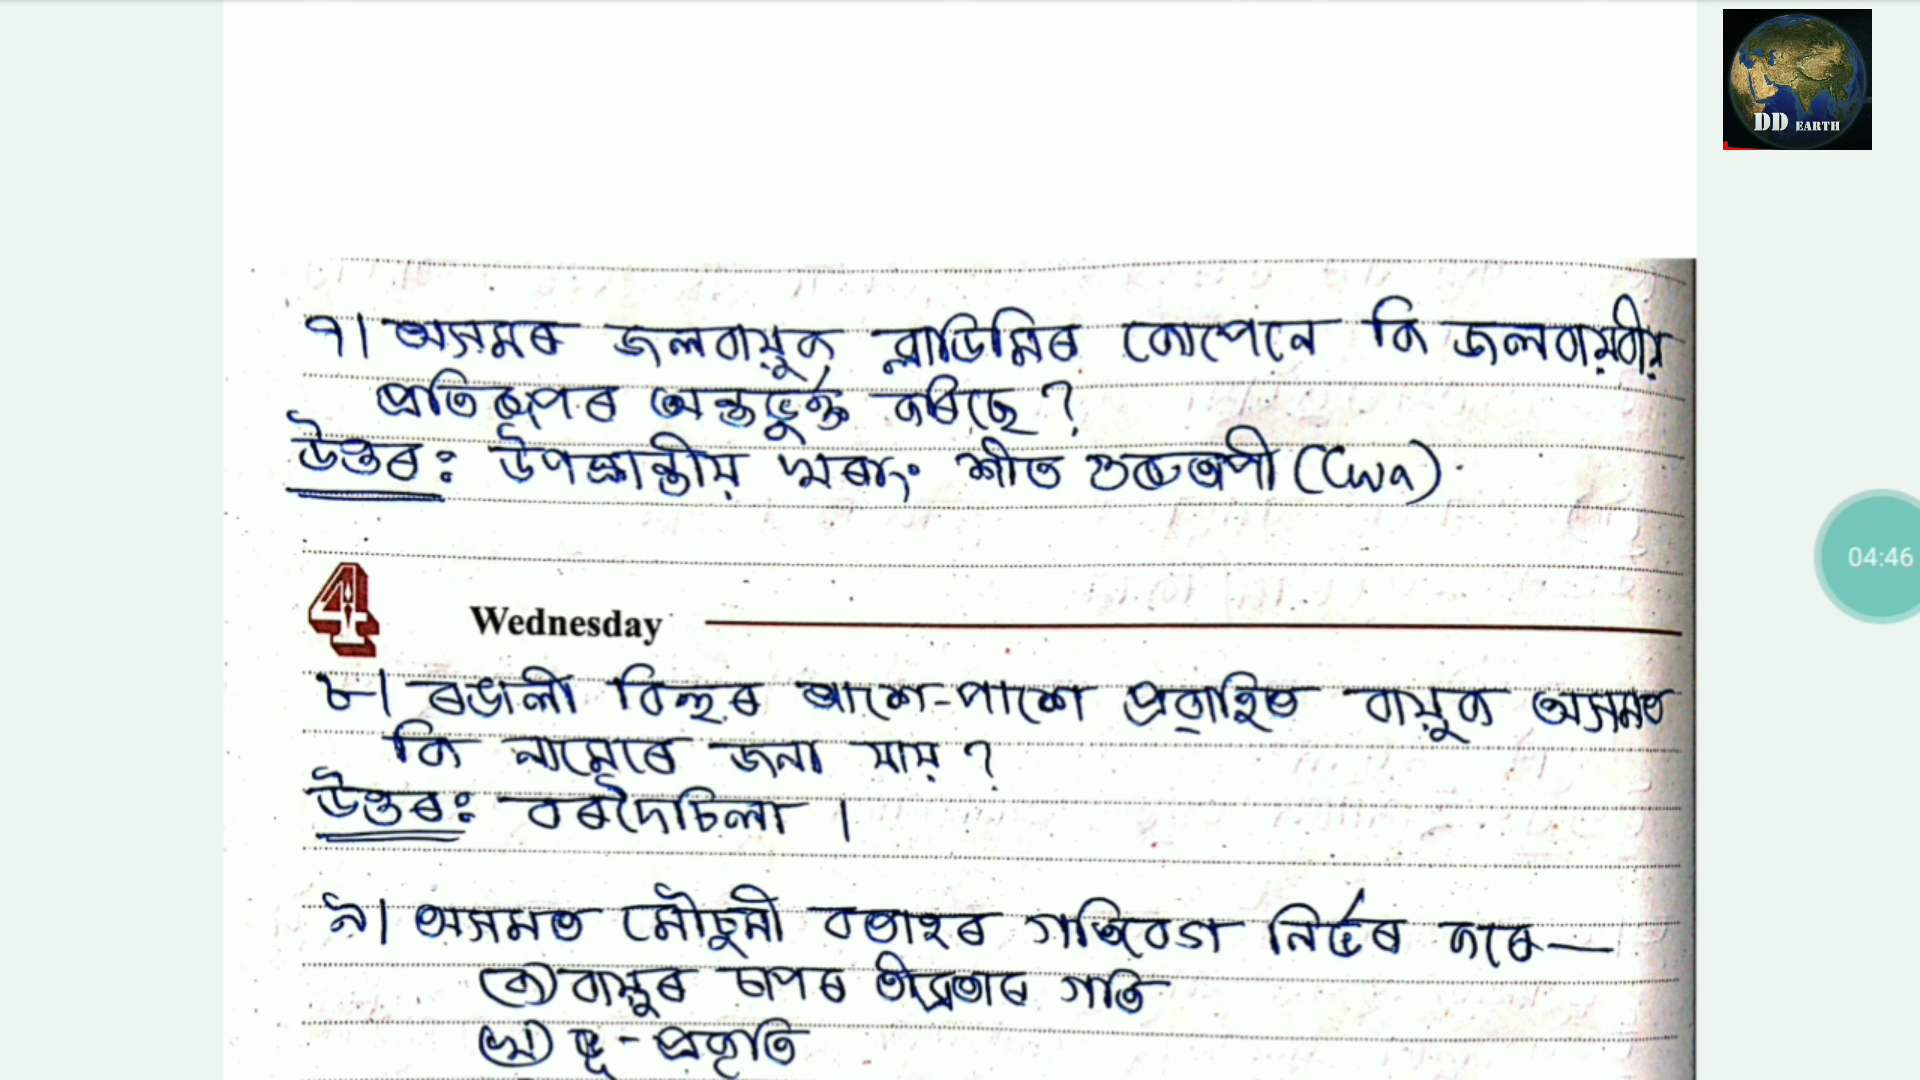 DD EARTH
৭। অসমৰ জলবায়ুক ব্লাডিমিৰ কোপেনে কি জলবায়বীয়
প্ৰতিৰূপৰ অন্তৰ্ভুক্ত কৰিছে?
উত্তৰঃ উপক্ৰান্তীয় খৰাং শীত গুৰুতাপী (Cwa).
04:46
4 Wednesday
৮। ৰঙালী বিহুৰ আশে-পাশে প্ৰবাহিত বায়ুক অসমত
কি নামেৰে জনা যায়?
উত্তৰঃ বৰদৈচিলা।
৯। অসমত মৌচুমী বতাহৰ গতিবেগ নিৰ্ভৰ কৰে—
(ক) বায়ুৰ চাপৰ তীব্ৰতাৰ গতি
(খ) ভূ-প্ৰকৃতি